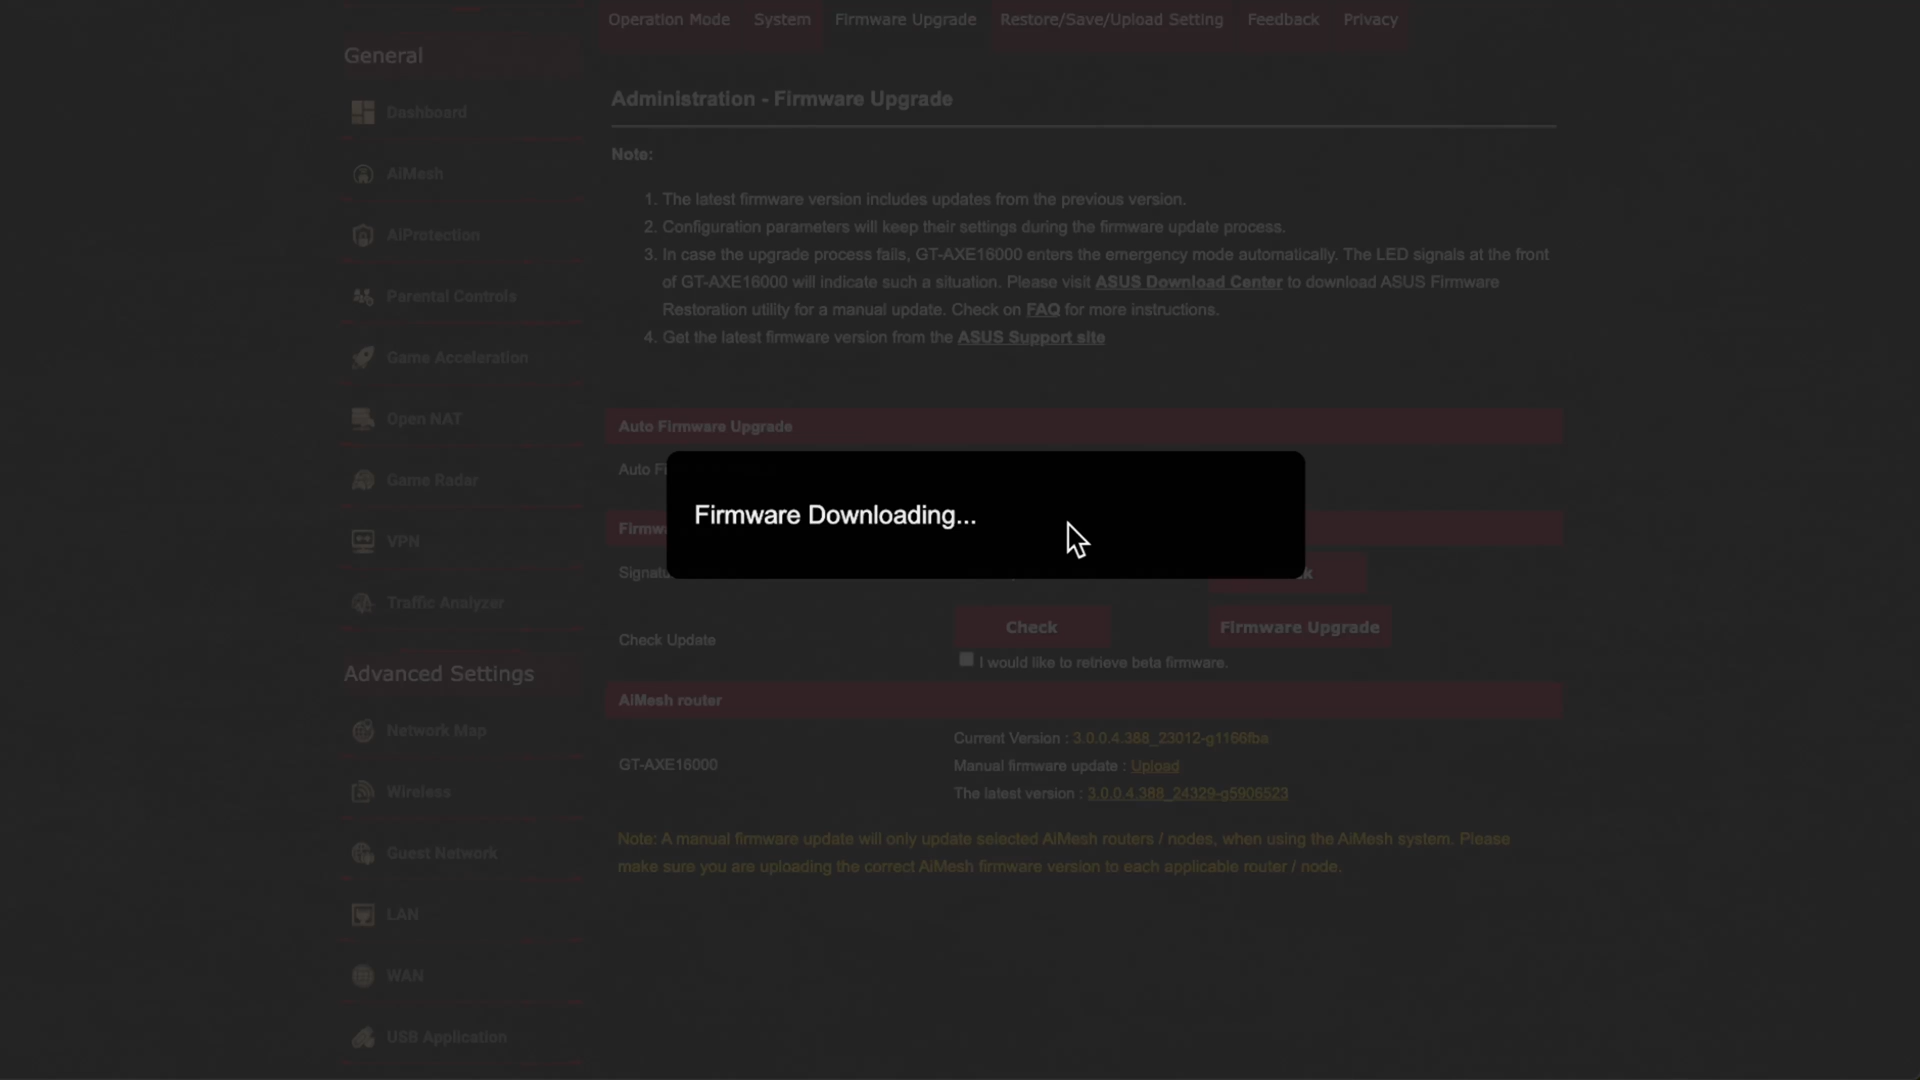 Operation Mode System Firmware Upgrade Restore/Save/Upload Setting Feedback Privacy
General
Dashboard
AiMesh
AiProtection
Parental Controls
Game Acceleration
Open NAT
Game Radar
VPN
Traffic Analyzer
Advanced Settings
Network Map
Wireless
Guest Network
LAN
WAN
USB Application
Administration - Firmware Upgrade
Note:
1. The latest firmware version includes updates from the previous version.
2. Configuration parameters will keep their settings during the firmware update process.
3. In case the upgrade process fails, GT-AXE16000 enters the emergency mode automatically. The LED signals at the front
of GT-AXE16000 will indicate such a situation. Please visit ASUS Download Center to download ASUS Firmware
Restoration utility for a manual update. Check on FAQ for more instructions.
4. Get the latest firmware version from the ASUS Support site
Auto Firmware Upgrade
Auto
Firmware Downloading...
Check Update
Check Firmware Upgrade
I would like to retrieve beta firmware.
AiMesh router
GT-AXE16000
Current Version : 3.0.0.4.388_23012-g1166fba
Manual firmware update : Upload
The latest version : 3.0.0.4.388_24329-g5906523
Note: A manual firmware update will only update selected AiMesh routers / nodes, when using the AiMesh system. Please
make sure you are uploading the correct AiMesh firmware version to each applicable router / node.